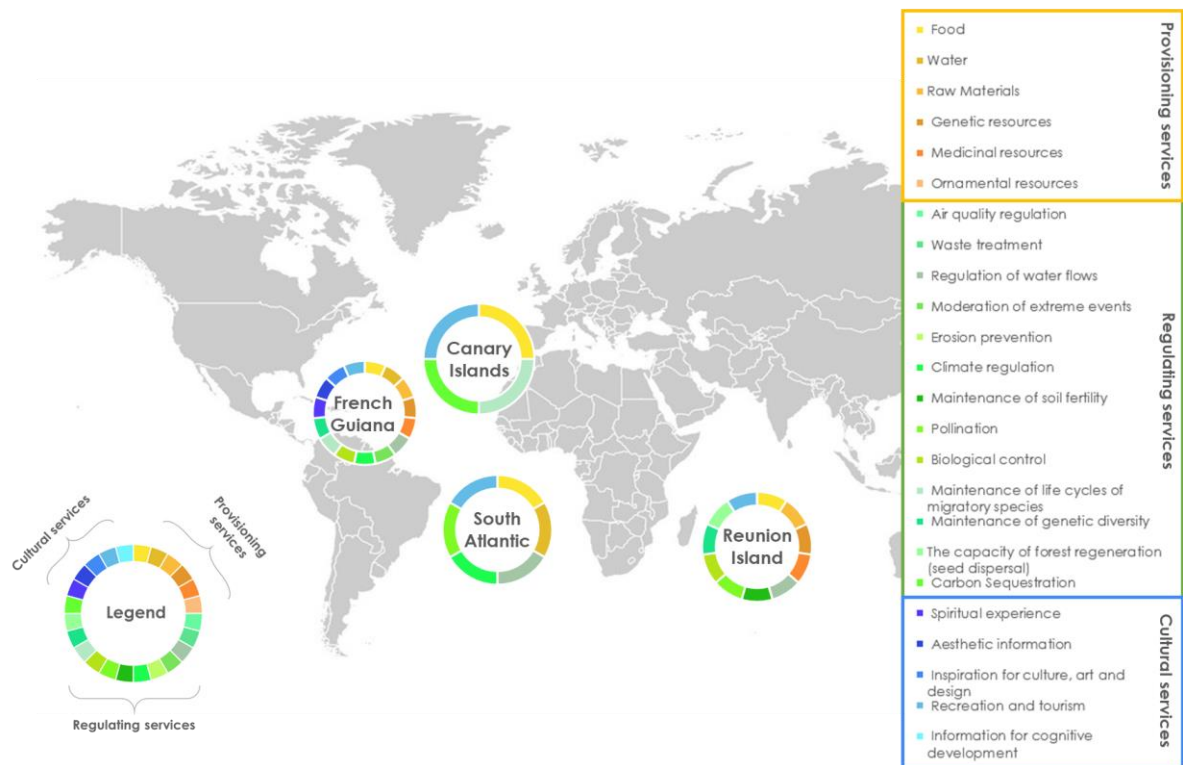 Food
Water
Raw Materials
Genetic resources
Medicinal resources
Ornamental resources
Provisioning services
Air quality regulation
Waste treatment
Regulation of water flows
Moderation of extreme events
Erosion prevention
Climate regulation
Maintenance of soil fertility
Pollination
Biological control
Maintenance of life cycles of
migratory species
Maintenance of genetic diversity
The capacity of forest regeneration
(seed dispersal)
Carbon Sequestration
Regulating services
Spiritual experience
Aesthetic information
Inspiration for culture, art and
design
Recreation and tourism
Information for cognitive
development
Cultural services
Canary
Islands
French
Guiana
South
Atlantic
Reunion
Island
Cultural services
Provisioning
services
Legend
Regulating services